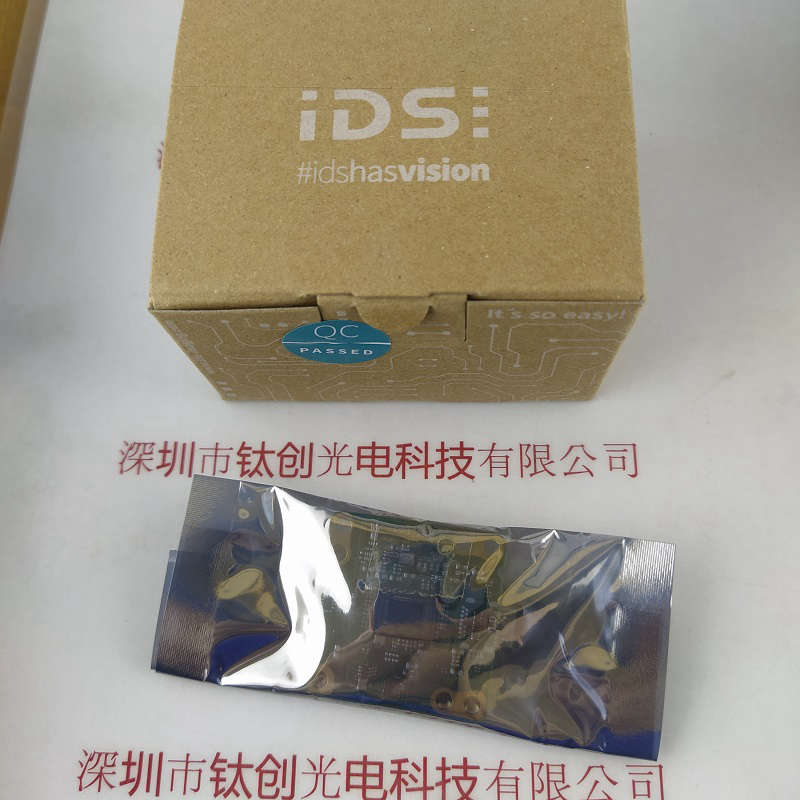 iDS
#idshasvision
It's so easy!
QC
PASSED
深圳市钛创光电科技有限公司
深圳市钛创光电科技有限公司